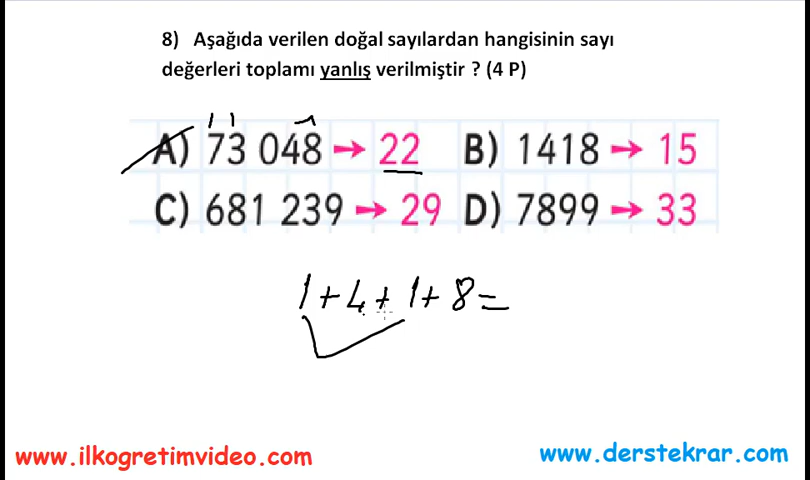 8) Aşağıda verilen doğal sayılardan hangisinin sayı
değerleri toplamı yanlış verilmiştir ? (4 P)
A) 73 048 → 22 B) 1418 → 15
C) 681 239 → 29 D) 7899 → 33
1+4+1+8=
www.ilkogretimvideo.com www.derstekrar.com